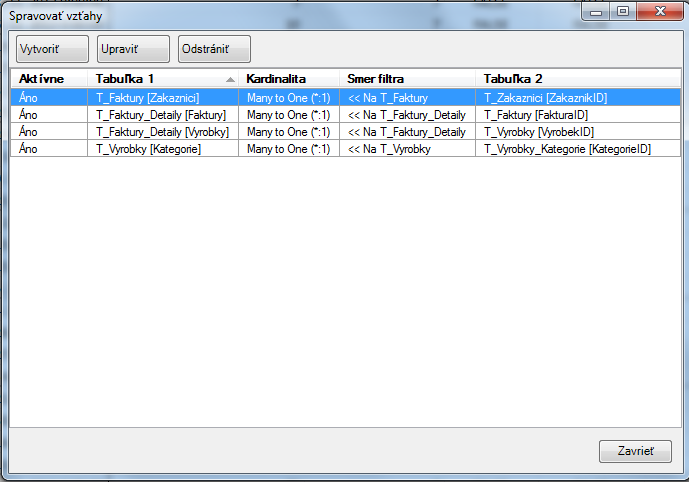 Spravovať vzťahy
Vytvoriť Upraviť Odstrániť
Aktívne Tabuľka 1 Kardinalita Smer filtra Tabuľka 2
Áno T_Faktury [Zakaznici] Many to One (*:1) << Na T_Faktury T_Zakaznici [ZakaznikID]
Áno T_Faktury_Detaily [Faktury] Many to One (*:1) << Na T_Faktury_Detaily T_Faktury [FakturaID]
Áno T_Faktury_Detaily [Vyrobky] Many to One (*:1) << Na T_Faktury_Detaily T_Vyrobky [VyrobekID]
Áno T_Vyrobky [Kategorie] Many to One (*:1) << Na T_Vyrobky T_Vyrobky_Kategorie [KategorieID]
Zavrieť